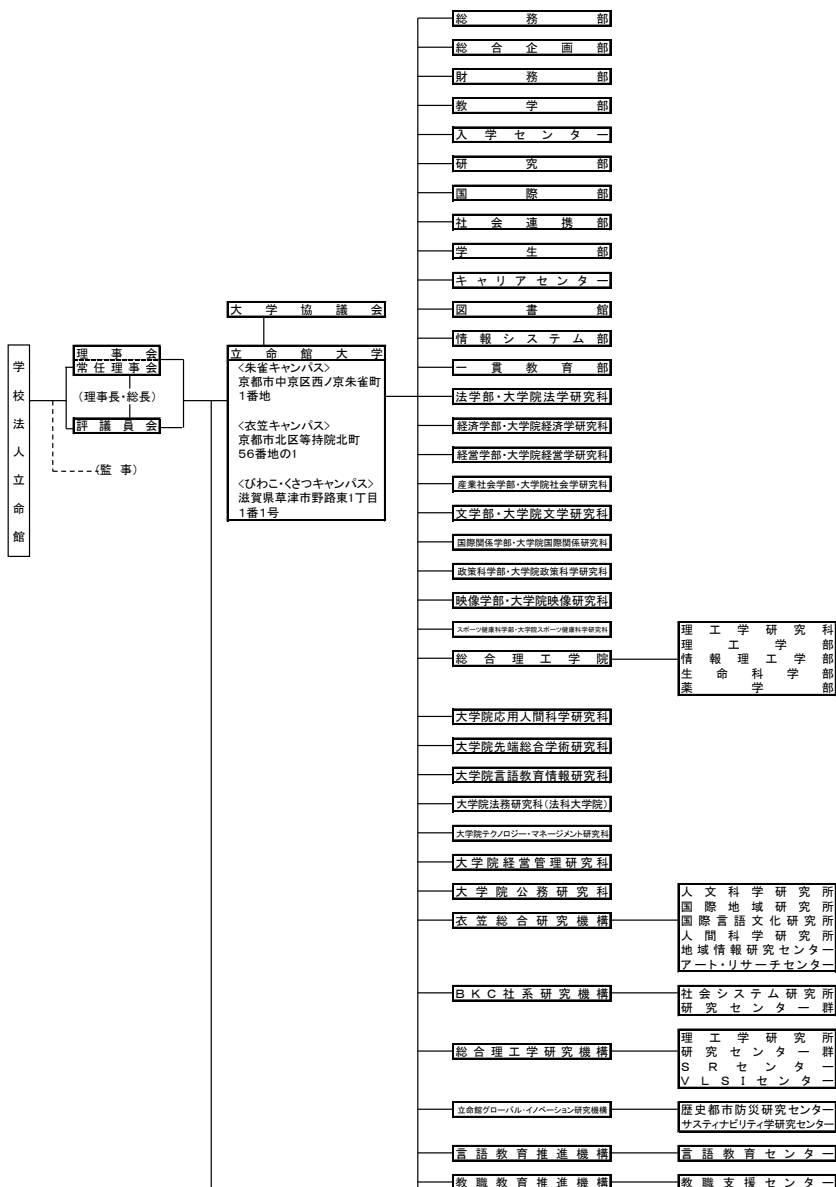 学校法人立命館
理事会
常任理事会
(理事長・総長)
評議員会
(監事)
大学協議会
立命館大学
<朱雀キャンパス>
京都市中京区西ノ京朱雀町
1番地
<衣笠キャンパス>
京都市北区等持院北町
56番地の1
<びわこ・くさつキャンパス>
滋賀県草津市野路東1丁目
1番1号
総務部
総合企画部
財務部
教学部
入学センター
研究部
国際部
社会連携部
学生部
キャリアセンター
図書館
情報システム部
一貫教育部
法学部・大学院法学研究科
経済学部・大学院経済学研究科
経営学部・大学院経営学研究科
産業社会学部・大学院社会学研究科
文学部・大学院文学研究科
国際関係学部・大学院国際関係研究科
政策科学部・大学院政策科学研究科
映像学部・大学院映像研究科
スポーツ健康科学部・大学院スポーツ健康科学研究科
総合理工学院
理工学研究科
理工学部
情報理工学部
生命科学部
薬学部
大学院応用人間科学研究科
大学院先端総合学術研究科
大学院言語教育情報研究科
大学院法務研究科(法科大学院)
大学院テクノロジー・マネージメント研究科
大学院経営管理研究科
大学院公務研究科
衣笠総合研究機構
人文科学研究所
国際地域研究所
国際言語文化研究所
人間科学研究所
地域情報研究センター
アート・リサーチセンター
BKC社系研究機構
社会システム研究所
研究センター群
総合理工学研究機構
理工学研究所
研究センター群
SRセンター
VLSIセンター
立命館グローバル・イノベーション研究機構
歴史都市防災研究センター
サスティナビリティ学研究センター
言語教育推進機構
言語教育センター
教職教育推進機構
教職支援センター